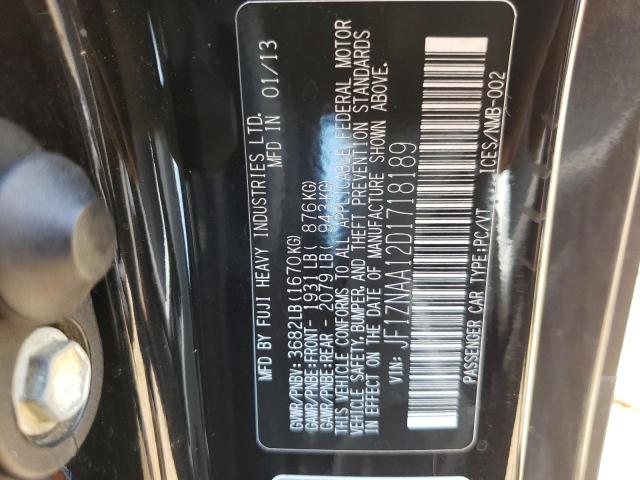 MFD BY FUJI HEAVY INDUSTRIES LTD.
MFD IN 01/13
GVWR/PNBV: 3682LB(1670KG)
GAWR/PNBE:FRONT- 1931LB( 876KG)
GAWR/PNBE:REAR - 2079LB( 943KG)
THIS VEHICLE CONFORMS TO ALL APPLICABLE FEDERAL MOTOR
VEHICLE SAFETY,BUMPER, AND THEFT PREVENTION STANDARDS
IN EFFECT ON THE DATE OF MANUFACTURE SHOWN ABOVE.
VIN: JF1ZNAA12D1718189
PASSENGER CAR TYPE:PC/VT ICES/NMB-002